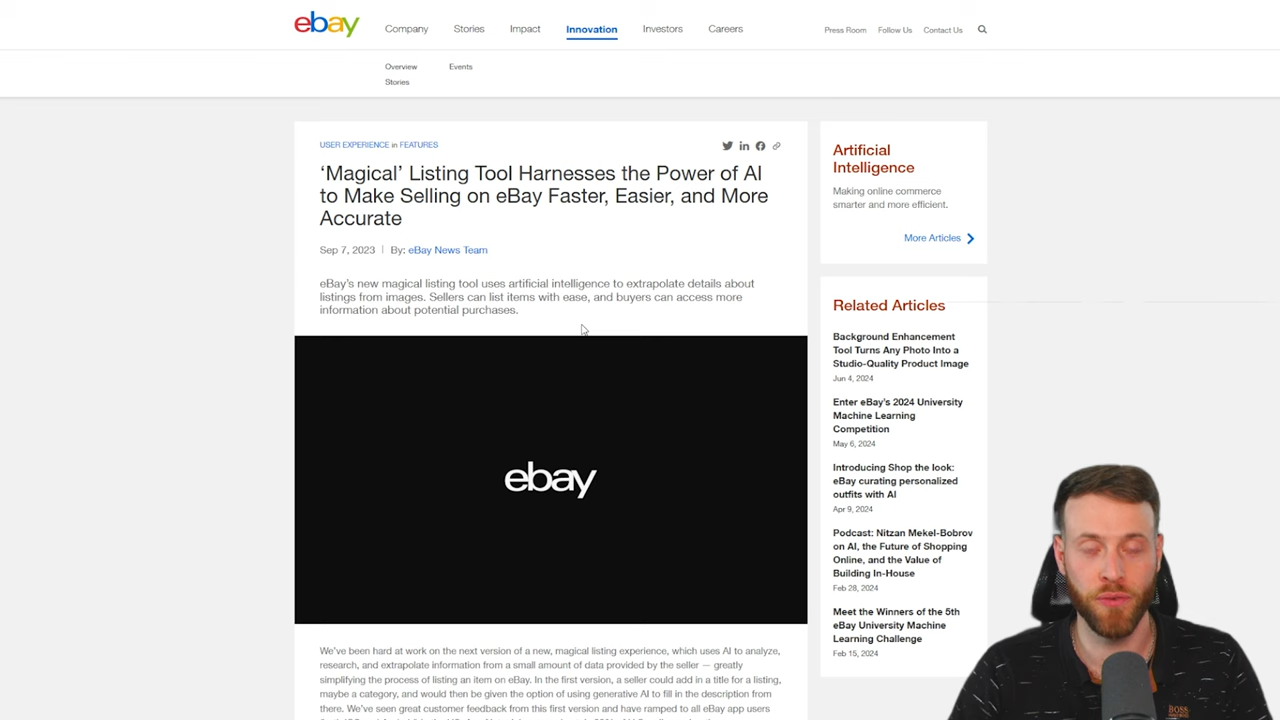 ebay
Company
Stories
Impact
Innovation
Investors
Careers
Press Room
Follow Us
Contact Us
Overview
Events
Stories
USER EXPERIENCE in FEATURES
‘Magical’ Listing Tool Harnesses the Power of AI
to Make Selling on eBay Faster, Easier, and More
Accurate
Sep 7, 2023 | By: eBay News Team
eBay's new magical listing tool uses artificial intelligence to extrapolate details about
listings from images. Sellers can list items with ease, and buyers can access more
information about potential purchases.
ebay
We've been hard at work on the next version of a new, magical listing experience, which uses AI to analyze,
research, and extrapolate information from a small amount of data provided by the seller — greatly
simplifying the process of listing an item on eBay. In the first version, a seller could add in a title for a listing,
maybe a category, and would then be given the option of using generative AI to fill in the description from
there. We've seen great customer feedback from this first version and have ramped to all eBay app users
Artificial
Intelligence
Making online commerce
smarter and more efficient.
More Articles
Related Articles
Background Enhancement
Tool Turns Any Photo Into a
Studio-Quality Product Image
Jun 4, 2024
Enter eBay's 2024 University
Machine Learning
Competition
May 6, 2024
Introducing Shop the look:
eBay curating personalized
outfits with AI
Apr 9, 2024
Podcast: Nitzan Mekel-Bobrov
on AI, the Future of Shopping
Online, and the Value of
Building In-House
Feb 28, 2024
Meet the Winners of the 5th
eBay University Machine
Learning Challenge
Feb 15, 2024
BOSS